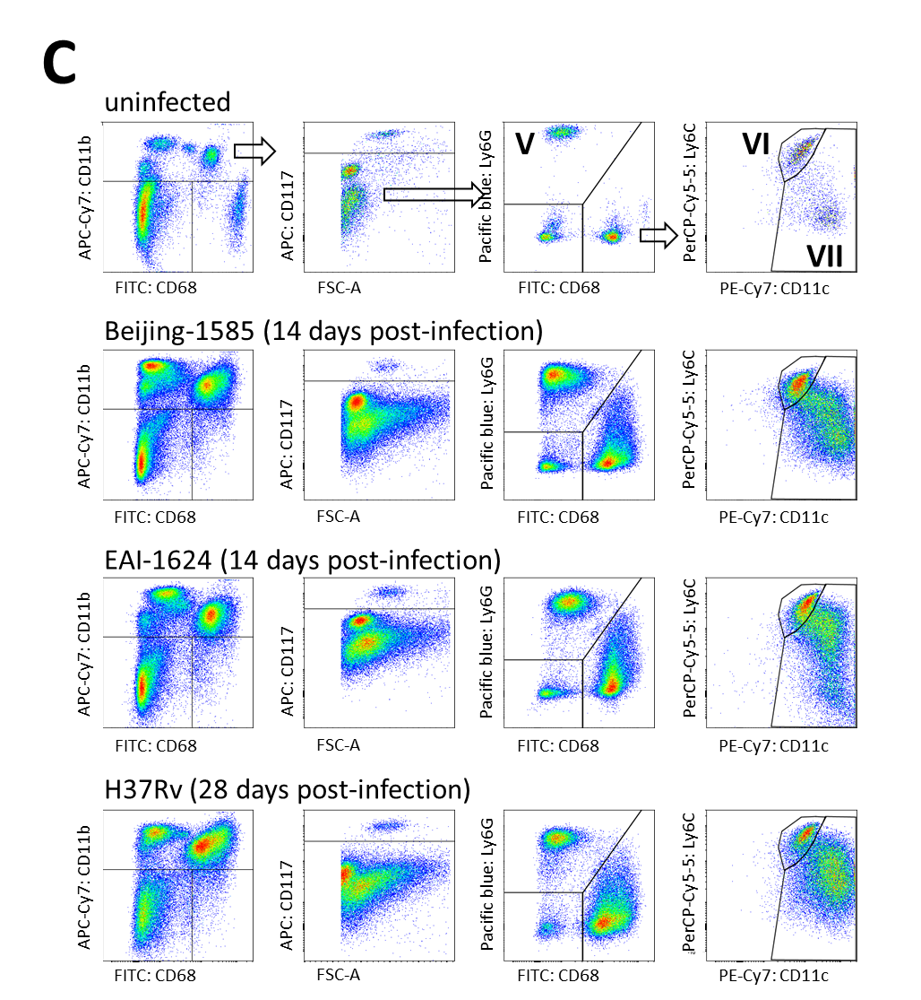 C
uninfected
APC-Cy7: CD11b
FITC: CD68
APC: CD117
FSC-A
Pacific blue: Ly6G
V
FITC: CD68
PerCP-Cy5-5: Ly6C
VI
VII
PE-Cy7: CD11c
Beijing-1585 (14 days post-infection)
APC-Cy7: CD11b
FITC: CD68
APC: CD117
FSC-A
Pacific blue: Ly6G
FITC: CD68
PerCP-Cy5-5: Ly6C
PE-Cy7: CD11c
EAI-1624 (14 days post-infection)
APC-Cy7: CD11b
FITC: CD68
APC: CD117
FSC-A
Pacific blue: Ly6G
FITC: CD68
PerCP-Cy5-5: Ly6C
PE-Cy7: CD11c
H37Rv (28 days post-infection)
APC-Cy7: CD11b
FITC: CD68
APC: CD117
FSC-A
Pacific blue: Ly6G
FITC: CD68
PerCP-Cy5-5: Ly6C
PE-Cy7: CD11c